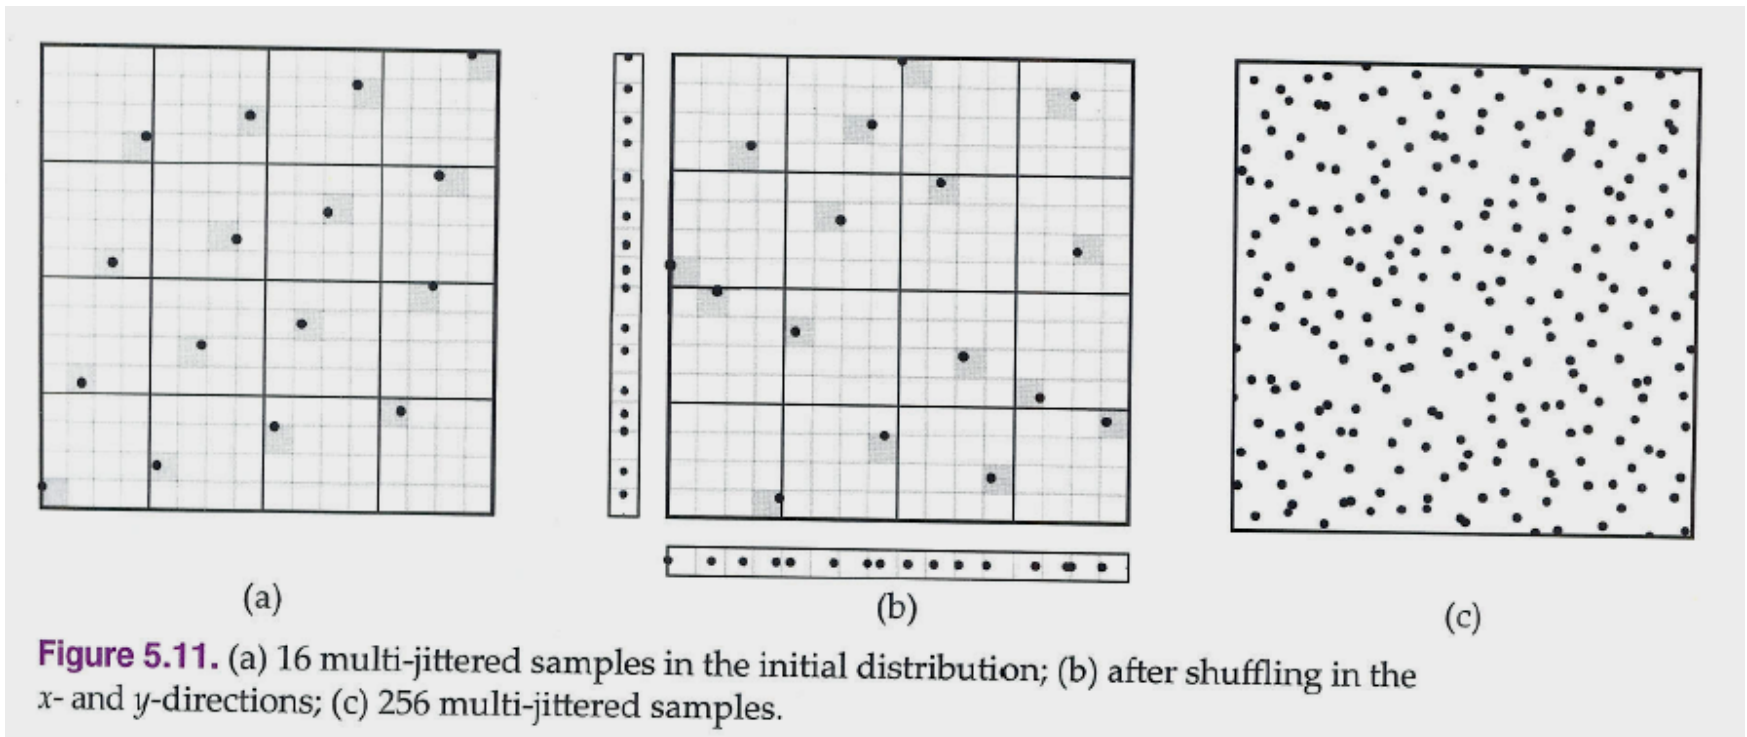 (a)
(b)
(c)
Figure 5.11. (a) 16 multi-jittered samples in the initial distribution; (b) after shuffling in the
x- and y-directions; (c) 256 multi-jittered samples.